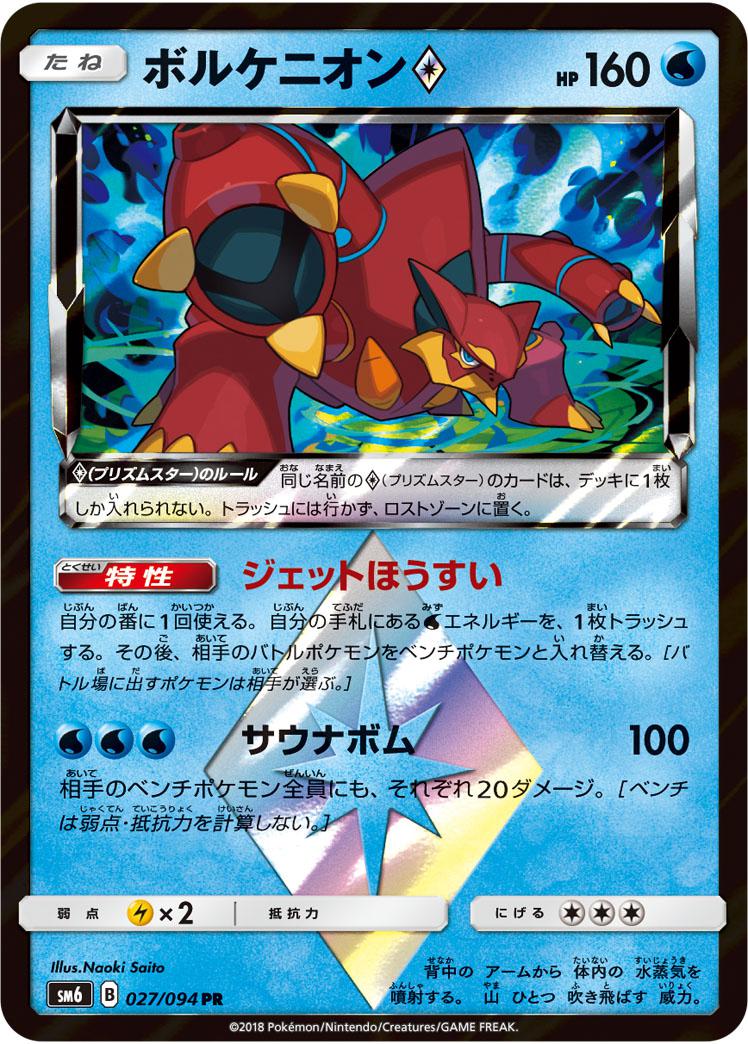 たね ボルケニオン◇ HP 160
◇(プリズムスター)のルール 同じ名前の◇(プリズムスター)のカードは、デッキに1枚
しか入れられない。トラッシュには行かず、ロストゾーンに置く。
特性 ジェットほうすい
自分の番に1回使える。自分の手札にあるエネルギーを、1枚トラッシュ
する。その後、相手のバトルポケモンをベンチポケモンと入れ替える。[バ
トル場に出すポケモンは相手が選ぶ。]
サウナボム 100
相手のベンチポケモン全員にも、それぞれ20ダメージ。[ベンチ
は弱点・抵抗力を計算しない。]
弱点 ×2 抵抗力 にげる
Illus.Naoki Saito
背中の アームから 体内の 水蒸気を
噴射する。 山 ひとつ 吹き飛ばす 威力。
SM6 B 027/094 PR
©2018 Pokémon/Nintendo/Creatures/GAME FREAK.